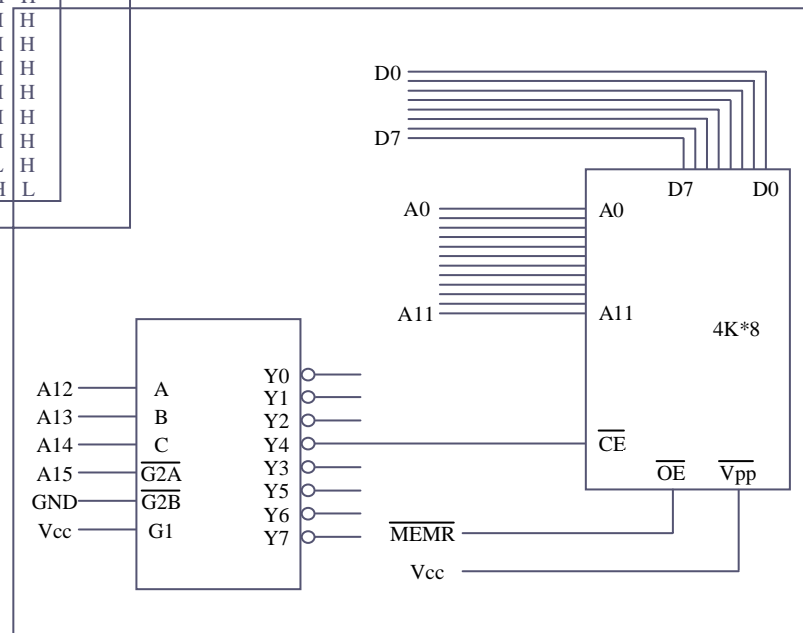 H
H
H
H
H
H
H
L
D0
D7
D7 D0
A0 A0
A11 A11
4K*8
A12 A Y0
A13 B Y1
A14 C Y2
A15 G2A Y4 CE
GND G2B Y3
Vcc G1 Y5
Y6
Y7
OE Vpp
MEMR
Vcc